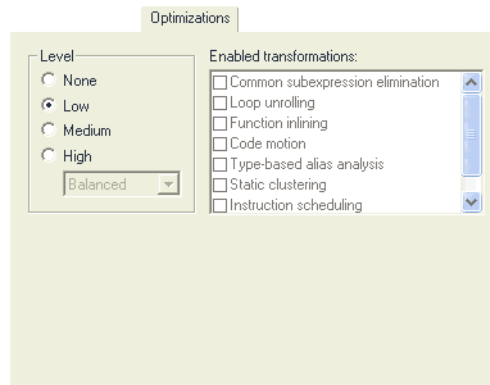 Optimizations
Level
None
Low
Medium
High
Balanced
Enabled transformations:
Common subexpression elimination
Loop unrolling
Function inlining
Code motion
Type-based alias analysis
Static clustering
Instruction scheduling